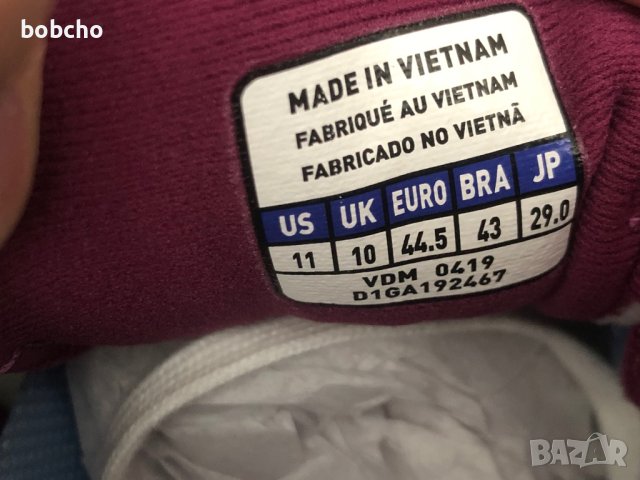 bobcho
MADE IN VIETNAM
FABRIQUÉ AU VIETNAM
FABRICADO NO VIETNÃ
US UK EURO BRA JP
11 10 44.5 43 29.0
VDM 0419
D1GA192467
BAZAR